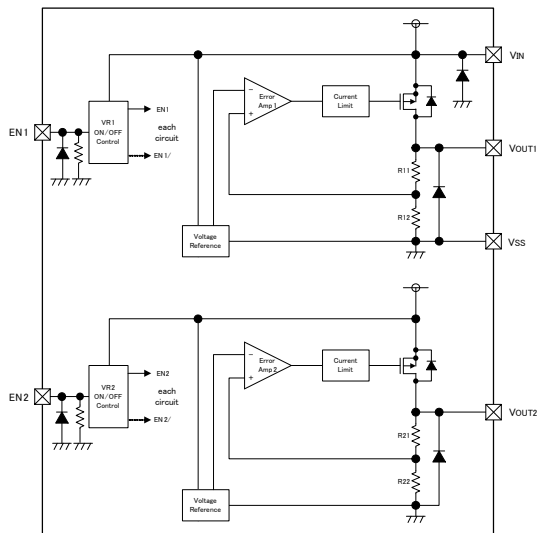 VIN
Error
Amp 1
−
+
Current
Limit
EN1
VR1
ON/OFF
Control
EN1
each
circuit
EN1/
VOUT1
R11
R12
Voltage
Reference
VSS
Error
Amp 2
−
+
Current
Limit
EN2
VR2
ON/OFF
Control
EN2
each
circuit
EN2/
VOUT2
R21
R22
Voltage
Reference